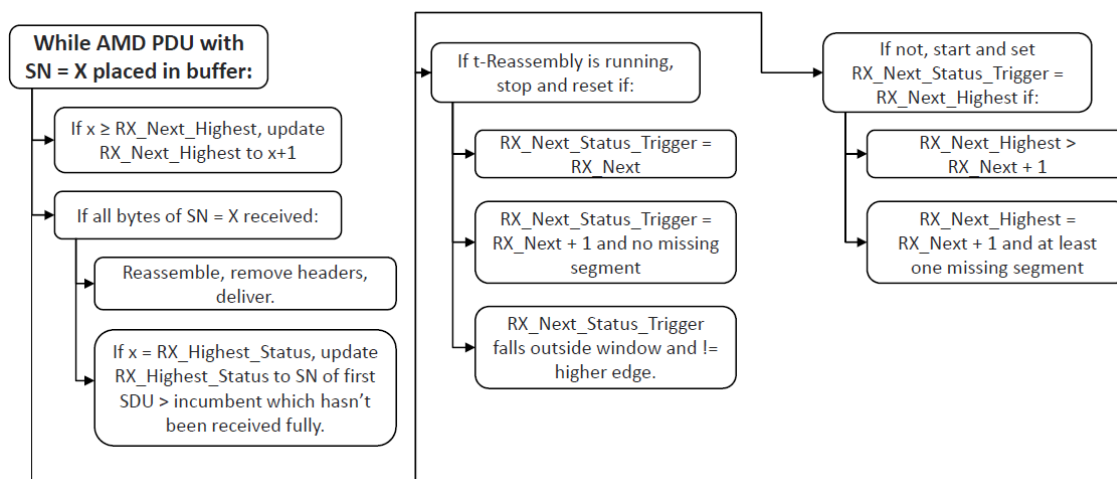 While AMD PDU with
SN = X placed in buffer:
If x ≥ RX_Next_Highest, update
RX_Next_Highest to x+1
If all bytes of SN = X received:
Reassemble, remove headers,
deliver.
If x = RX_Highest_Status, update
RX_Highest_Status to SN of first
SDU > incumbent which hasn't
been received fully.
If t-Reassembly is running,
stop and reset if:
RX_Next_Status_Trigger =
RX_Next
RX_Next_Status_Trigger =
RX_Next + 1 and no missing
segment
RX_Next_Status_Trigger
falls outside window and !=
higher edge.
If not, start and set
RX_Next_Status_Trigger =
RX_Next_Highest if:
RX_Next_Highest >
RX_Next + 1
RX_Next_Highest =
RX_Next + 1 and at least
one missing segment